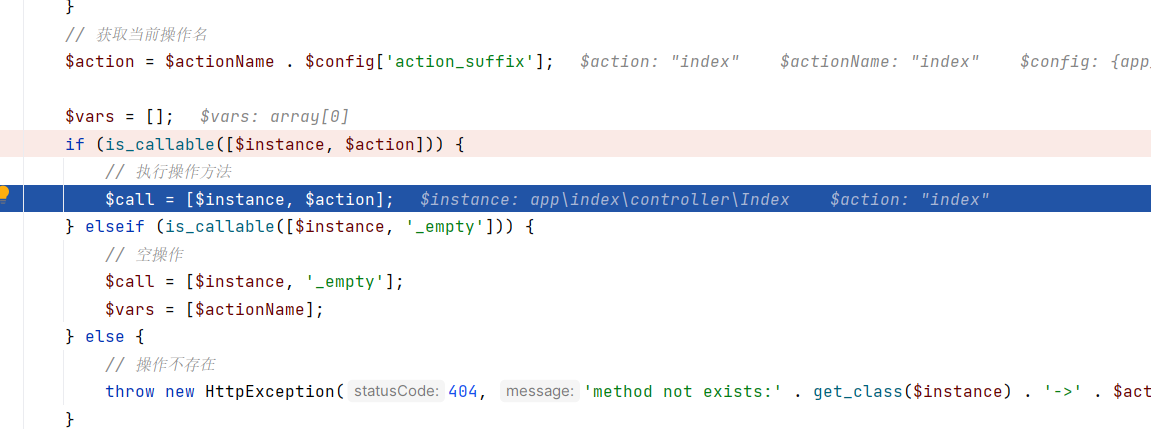 }
// 获取当前操作名
$action = $actionName . $config['action_suffix']; $action: "index" $actionName: "index" $config: {app_
$vars = []; $vars: array[0]
if (is_callable([$instance, $action])) {
// 执行操作方法
$call = [$instance, $action]; $instance: app\index\controller\Index $action: "index"
} elseif (is_callable([$instance, '_empty'])) {
// 空操作
$call = [$instance, '_empty'];
$vars = [$actionName];
} else {
// 操作不存在
throw new HttpException( statusCode: 404, message: 'method not exists:' . get_class($instance) . '->' . $act
}